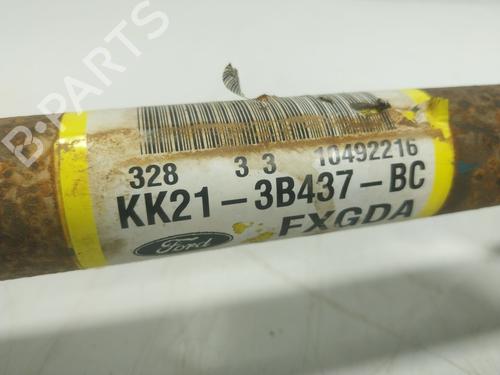 328 3 3 10492216
KK21-3B437-BC
Ford FXGDA
B-PARTS